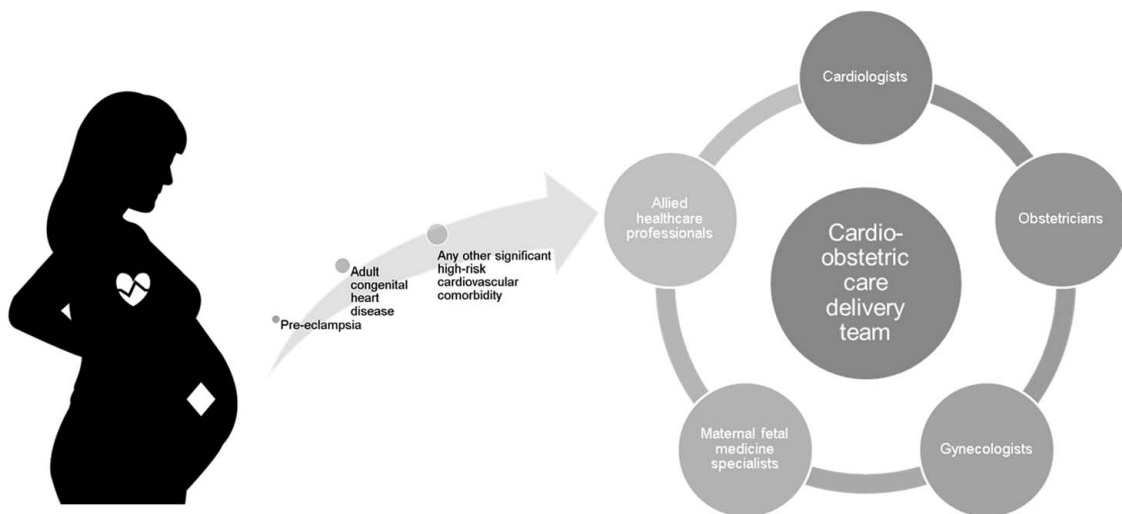 Pre-eclampsia
Adult
congenital
heart
disease
Any other significant
high-risk
cardiovascular
comorbidity
Cardiologists
Allied
healthcare
professionals
Obstetricians
Cardio-
obstetric
care
delivery
team
Maternal fetal
medicine
specialists
Gynecologists